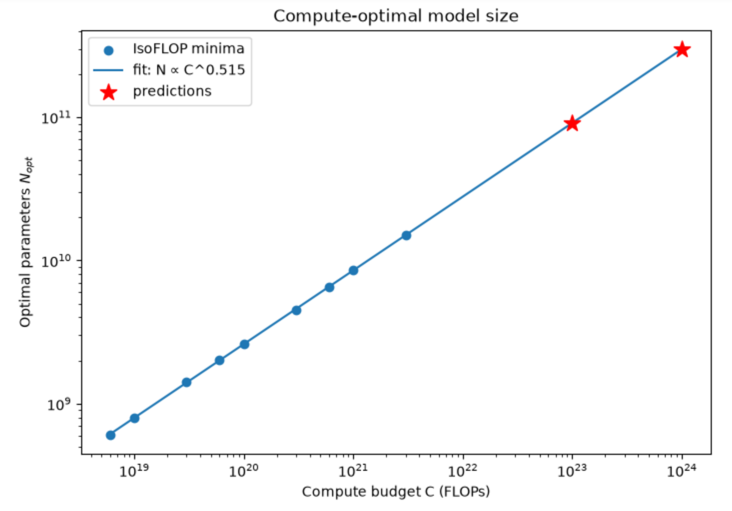 Compute-optimal model size
IsoFLOP minima
fit: N ∝ C^0.515
predictions
Optimal parameters N_opt
10^11
10^10
10^9
10^19
10^20
10^21
10^22
10^23
10^24
Compute budget C (FLOPs)